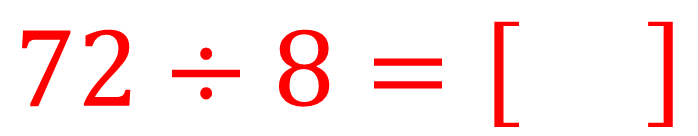 72 ÷ 8 = [ ]